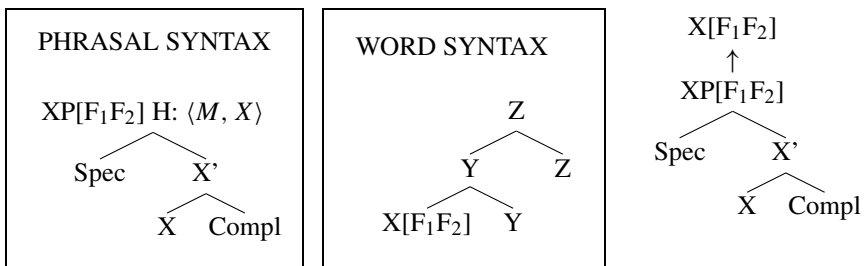 PHRASAL SYNTAX
XP[F₁F₂] H: ⟨M, X⟩
Spec X'
X Compl
WORD SYNTAX
Z
Y Z
X[F₁F₂] Y
X[F₁F₂]
↑
XP[F₁F₂]
Spec X'
X Compl